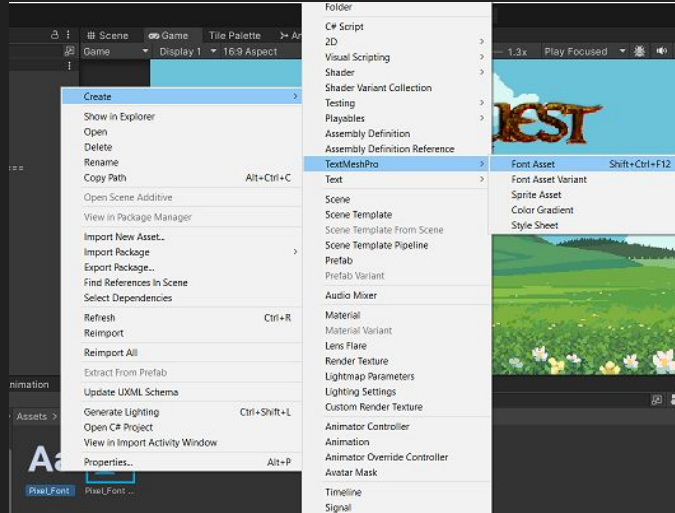 Scene
Game
Tile Palette
An
Game
Display 1
16:9 Aspect
1.3x
Play Focused
Create
Show in Explorer
Open
Delete
Rename
Copy Path Alt+Ctrl+C
Open Scene Additive
View in Package Manager
Import New Asset...
Import Package
Export Package...
Find References In Scene
Select Dependencies
Refresh Ctrl+R
Reimport
Reimport All
Extract From Prefab
Update UXML Schema
Generate Lighting Ctrl+Shift+L
Open C# Project
View in Import Activity Window
Properties... Alt+P
Folder
C# Script
2D
Visual Scripting
Shader
Shader Variant Collection
Testing
Playables
Assembly Definition
Assembly Definition Reference
TextMeshPro
Text
Scene
Scene Template
Scene Template From Scene
Scene Template Pipeline
Prefab
Prefab Variant
Audio Mixer
Material
Material Variant
Lens Flare
Render Texture
Lightmap Parameters
Lighting Settings
Custom Render Texture
Animator Controller
Animation
Animator Override Controller
Avatar Mask
Timeline
Signal
Font Asset Shift+Ctrl+F12
Font Asset Variant
Sprite Asset
Color Gradient
Style Sheet
UEST
nimation
Assets >
Aa
Pixel_Font
Pixel_Font ...